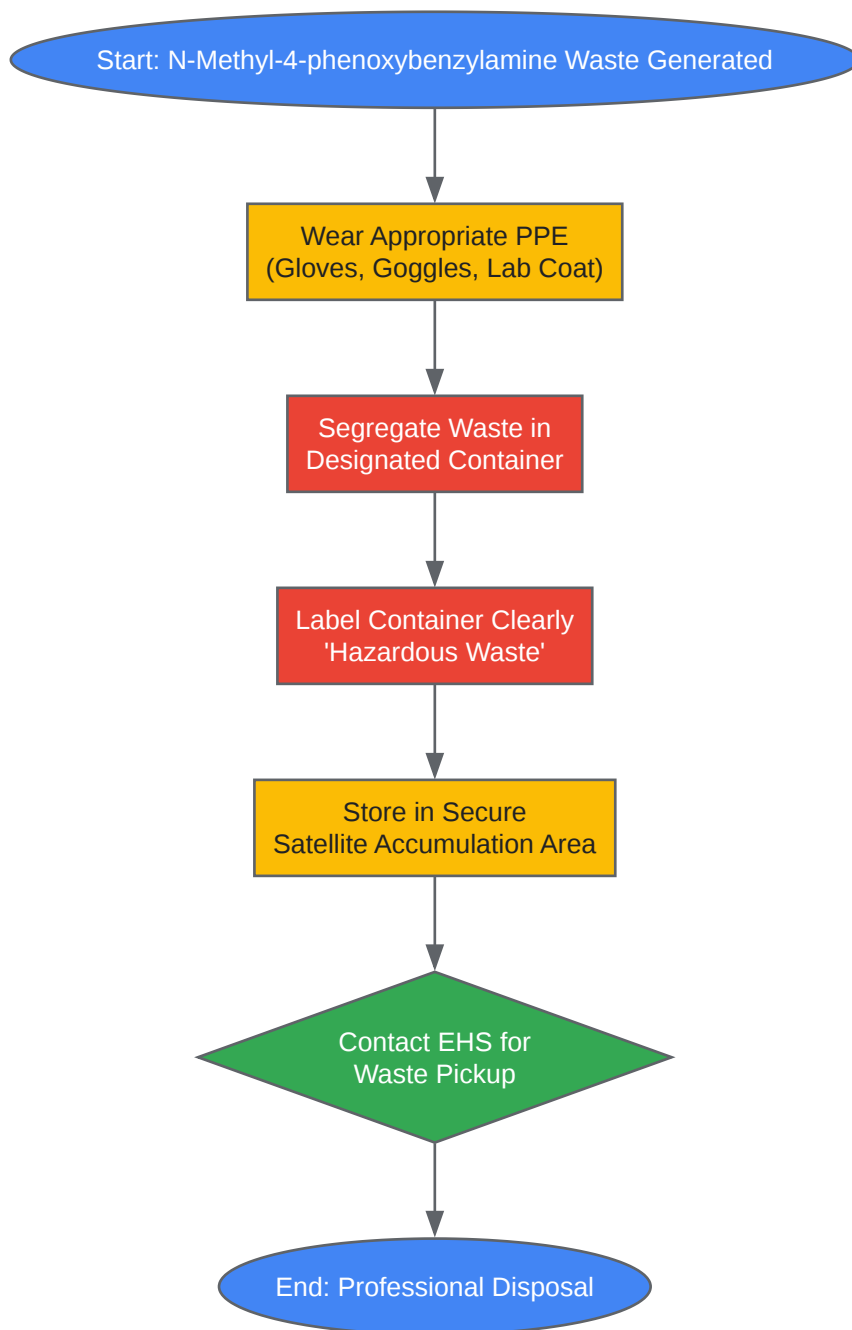 Start: N-Methyl-4-phenoxybenzylamine Waste Generated
Wear Appropriate PPE
(Gloves, Goggles, Lab Coat)
Segregate Waste in
Designated Container
Label Container Clearly
'Hazardous Waste'
Store in Secure
Satellite Accumulation Area
Contact EHS for
Waste Pickup
End: Professional Disposal